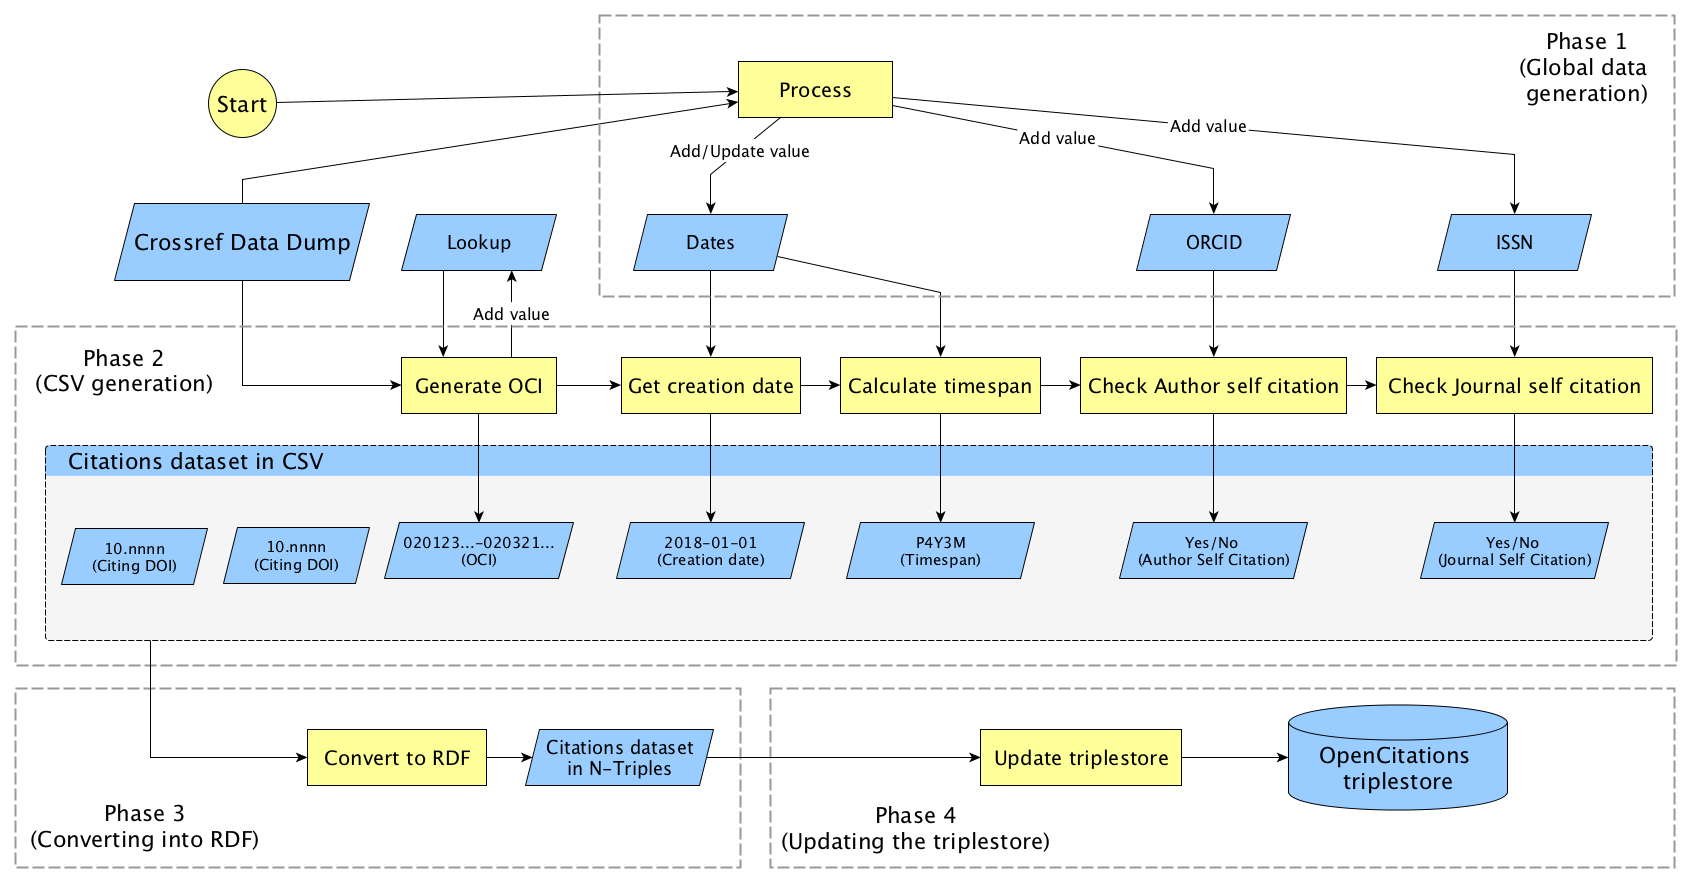 Phase 1
(Global data
generation)
Start
Process
Add/Update value
Add value
Add value
Crossref Data Dump
Lookup
Dates
ORCID
ISSN
Add value
Phase 2
(CSV generation)
Generate OCI
Get creation date
Calculate timespan
Check Author self citation
Check Journal self citation
Citations dataset in CSV
10.nnnn
(Citing DOI)
10.nnnn
(Citing DOI)
020123...-020321...
(OCI)
2018-01-01
(Creation date)
P4Y3M
(Timespan)
Yes/No
(Author Self Citation)
Yes/No
(Journal Self Citation)
Convert to RDF
Citations dataset
in N-Triples
Phase 3
(Converting into RDF)
Update triplestore
OpenCitations
triplestore
Phase 4
(Updating the triplestore)